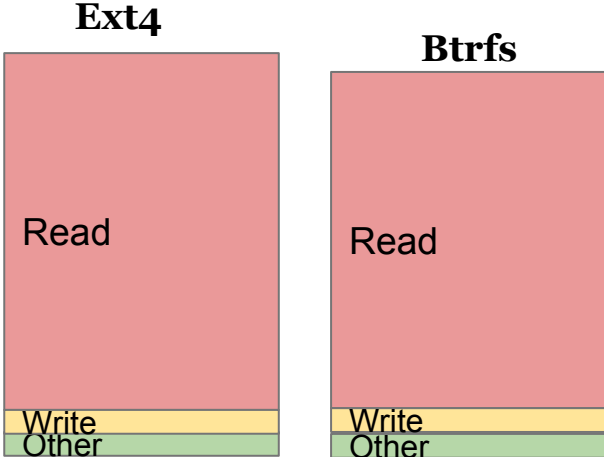 Ext4
Read
Write
Other
Btrfs
Read
Write
Other